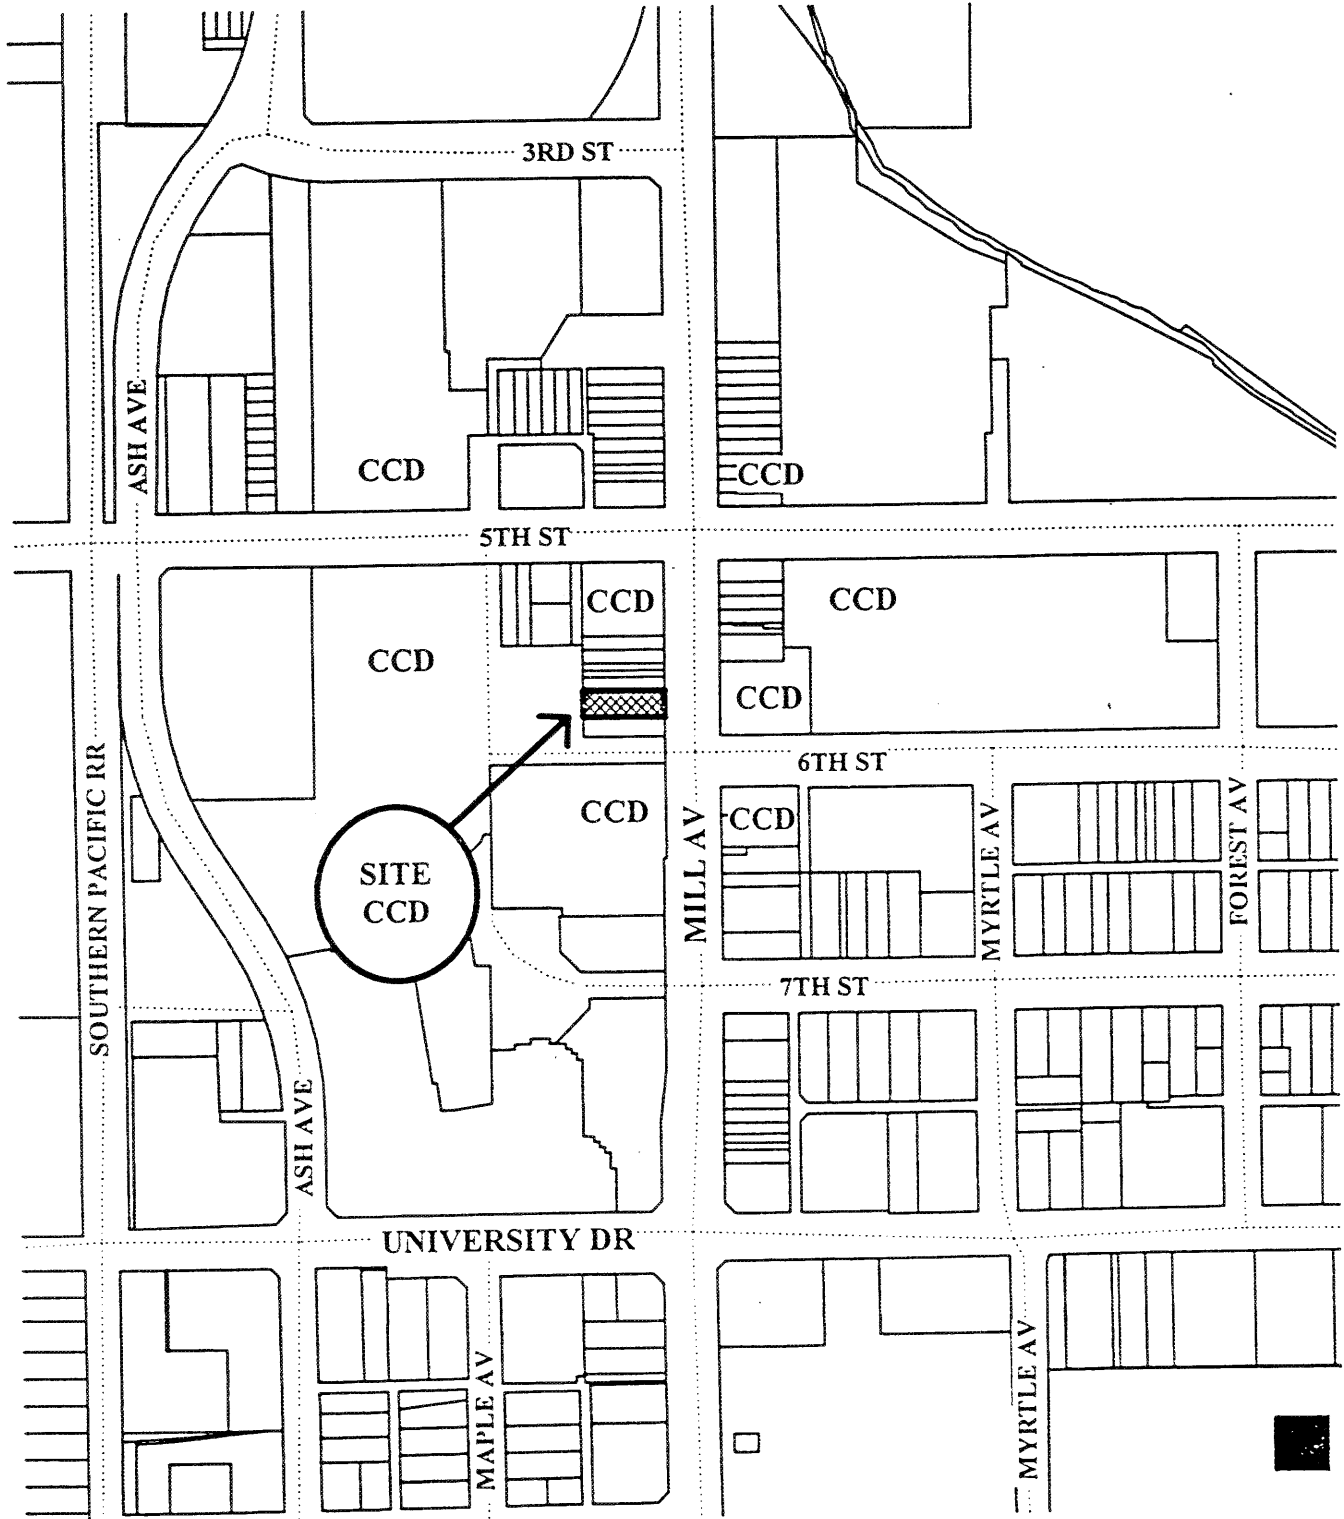 3RD ST
ASH AVE
CCD
CCD
5TH ST
CCD
CCD
CCD
CCD
6TH ST
SOUTHERN PACIFIC RR
CCD
MILL AV
CCD
MYRTLE AV
FOREST AV
SITE
CCD
7TH ST
ASH AVE
UNIVERSITY DR
MAPLE AV
MYRTLE AV